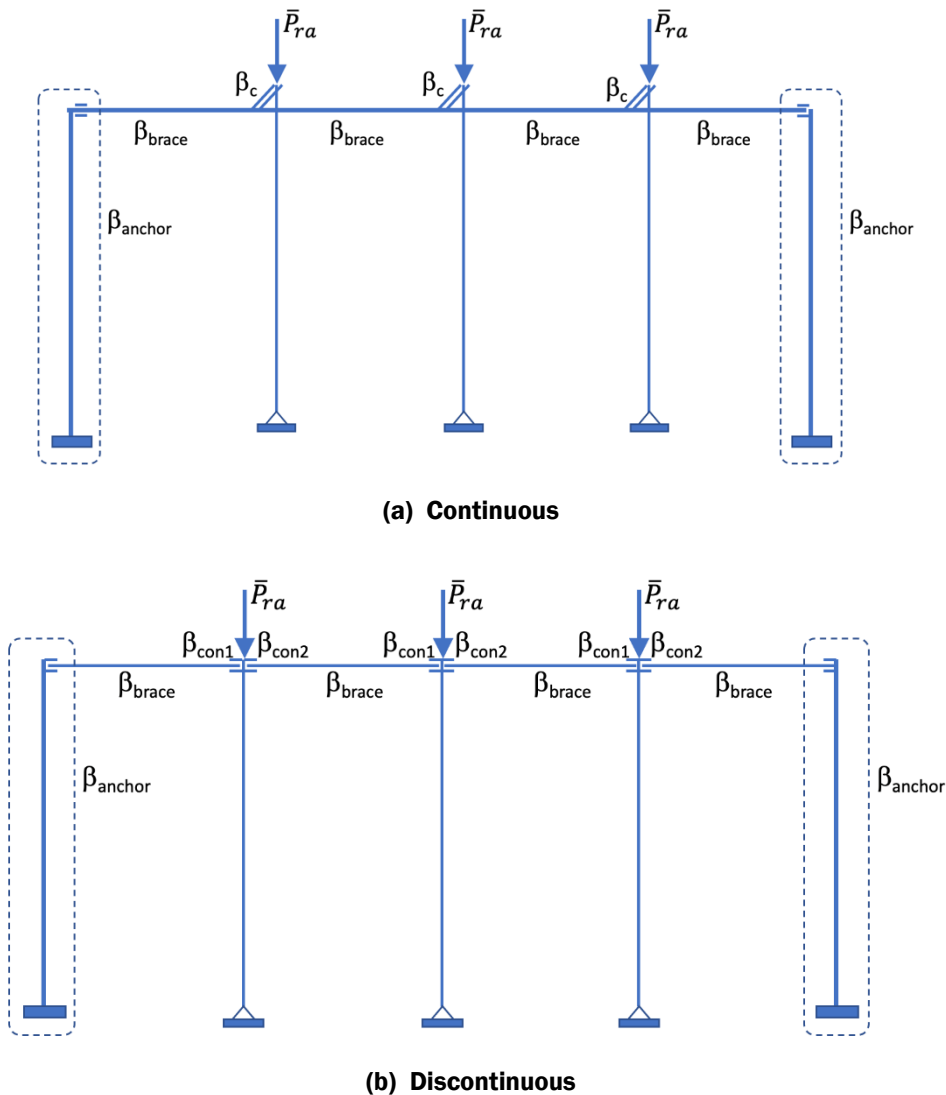 P̅ra P̅ra P̅ra
βc βc βc
βbrace βbrace βbrace βbrace
βanchor βanchor
(a) Continuous
P̅ra P̅ra P̅ra
βcon1 βcon2 βcon1 βcon2 βcon1 βcon2
βbrace βbrace βbrace βbrace
βanchor βanchor
(b) Discontinuous